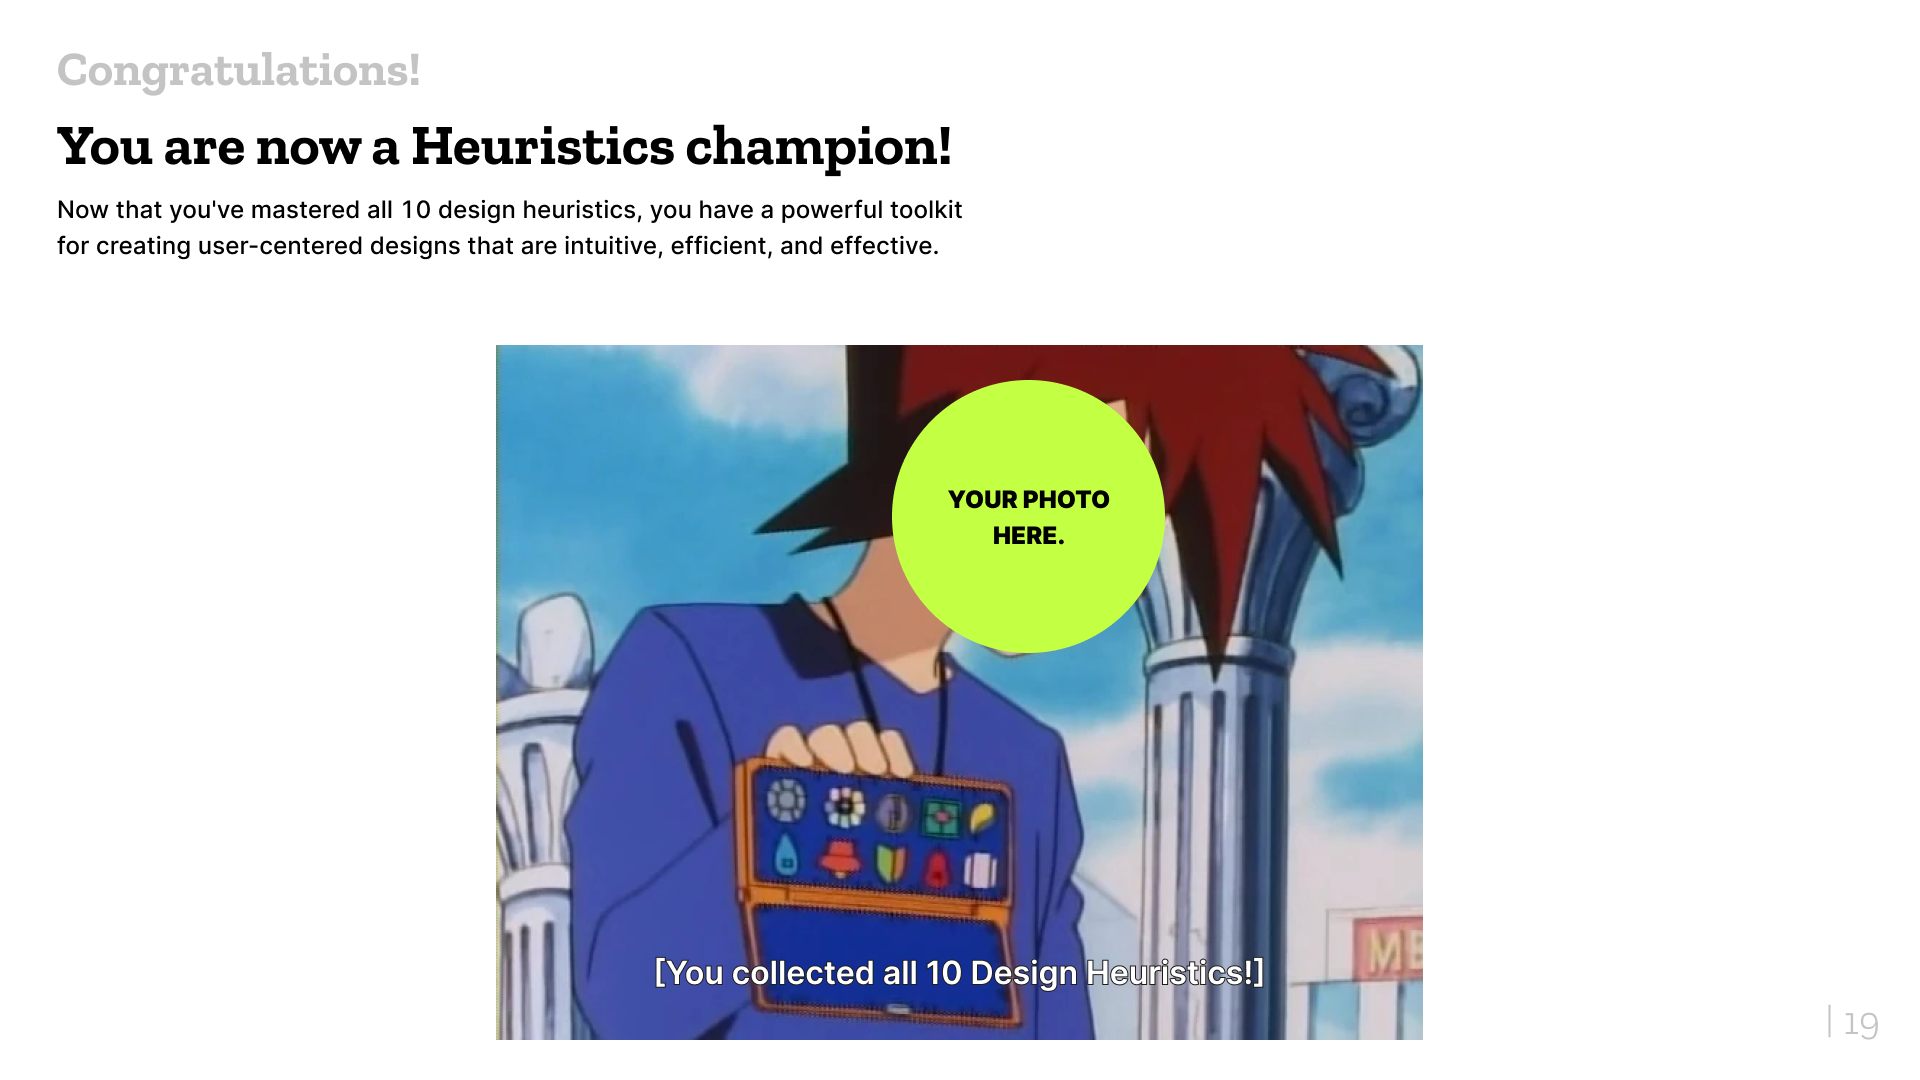 Congratulations!
You are now a Heuristics champion!
Now that you've mastered all 10 design heuristics, you have a powerful toolkit
for creating user-centered designs that are intuitive, efficient, and effective.
YOUR PHOTO
HERE.
ME
[You collected all 10 Design Heuristics!]
19